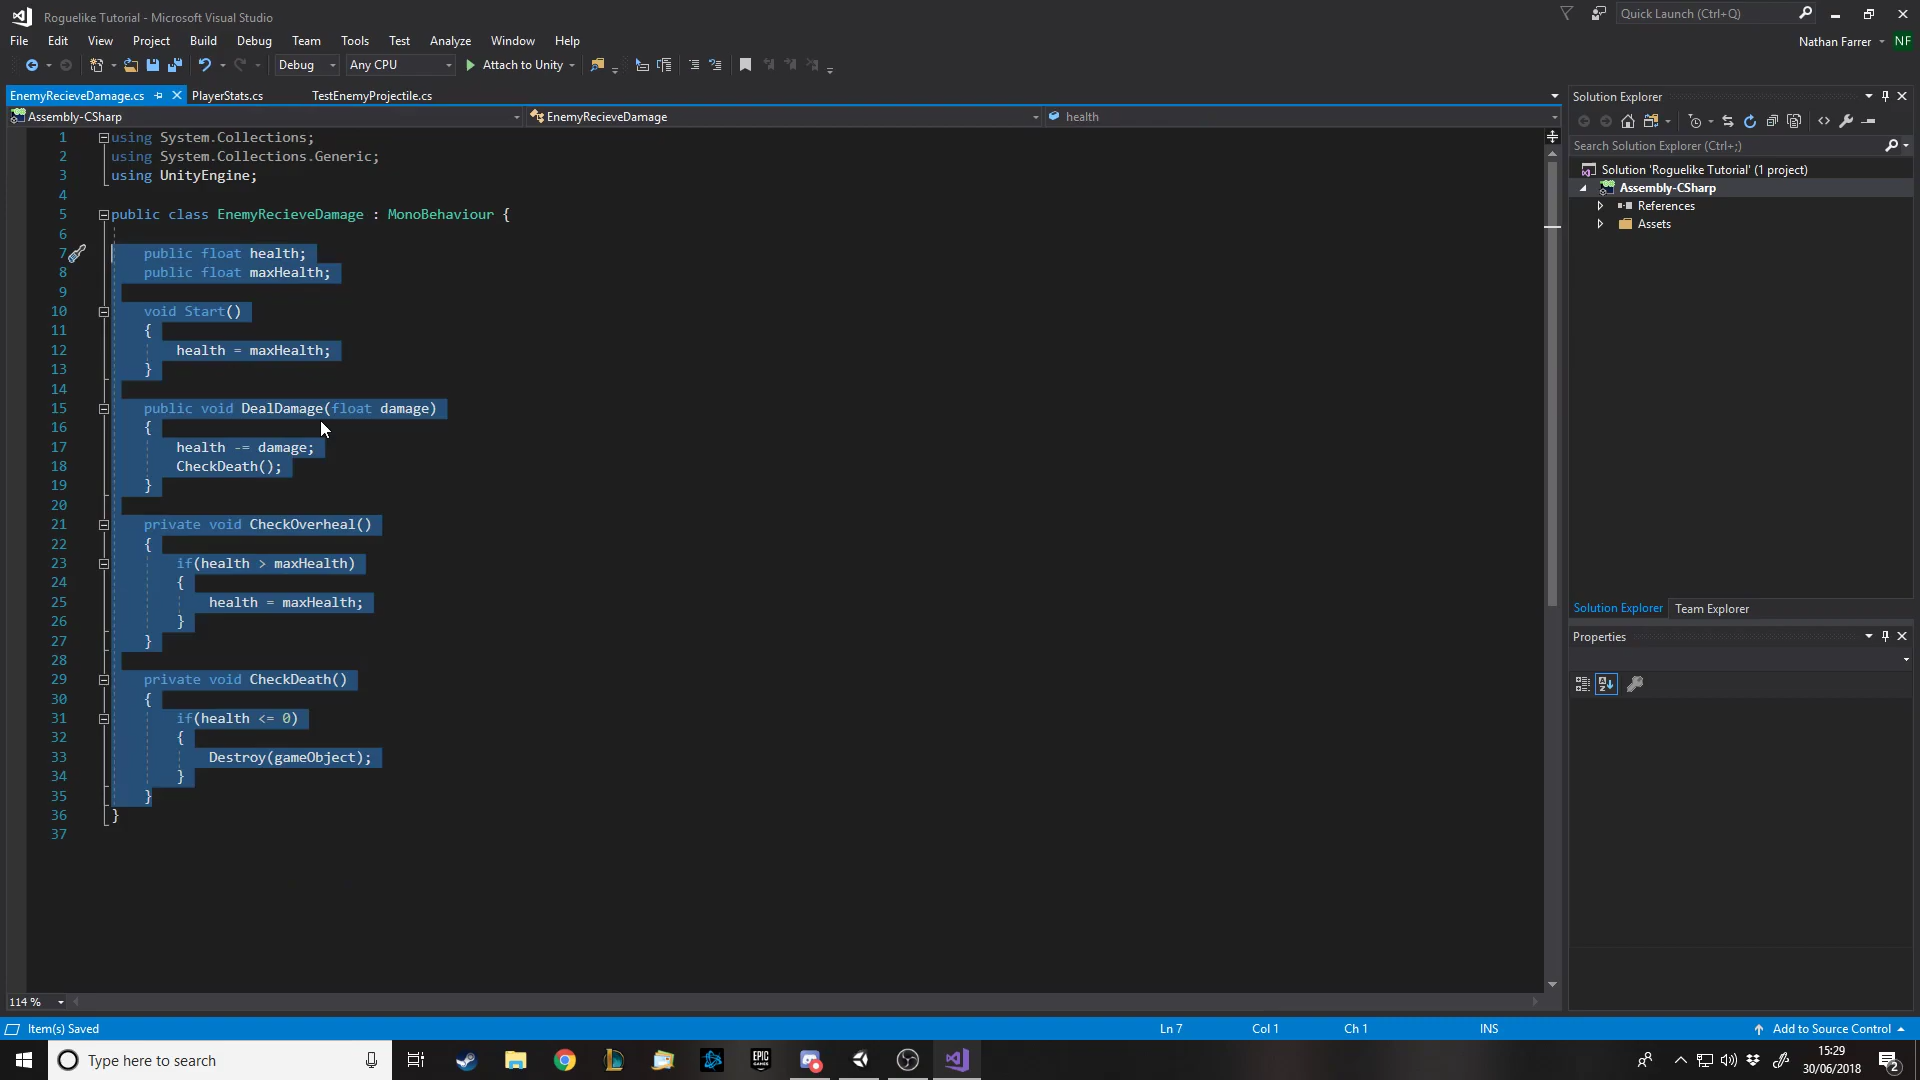 Roguelike Tutorial - Microsoft Visual Studio
Quick Launch (Ctrl+Q)
File Edit View Project Build Debug Team Tools Test Analyze Window Help
Nathan Farrer NF
Debug Any CPU Attach to Unity
EnemyRecieveDamage.cs PlayerStats.cs TestEnemyProjectile.cs
Assembly-CSharp EnemyRecieveDamage health
1 using System.Collections;
2 using System.Collections.Generic;
3 using UnityEngine;
4
5 public class EnemyRecieveDamage : MonoBehaviour {
6
7 public float health;
8 public float maxHealth;
9
10 void Start()
11 {
12 health = maxHealth;
13 }
14
15 public void DealDamage(float damage)
16 {
17 health -= damage;
18 CheckDeath();
19 }
20
21 private void CheckOverheal()
22 {
23 if(health > maxHealth)
24 {
25 health = maxHealth;
26 }
27 }
28
29 private void CheckDeath()
30 {
31 if(health <= 0)
32 {
33 Destroy(gameObject);
34 }
35 }
36 }
37
114 %
Solution Explorer
Search Solution Explorer (Ctrl+;)
Solution 'Roguelike Tutorial' (1 project)
Assembly-CSharp
References
Assets
Solution Explorer Team Explorer
Properties
Item(s) Saved Ln 7 Col 1 Ch 1 INS Add to Source Control
Type here to search
EPIC GAMES
15:29
30/06/2018
2